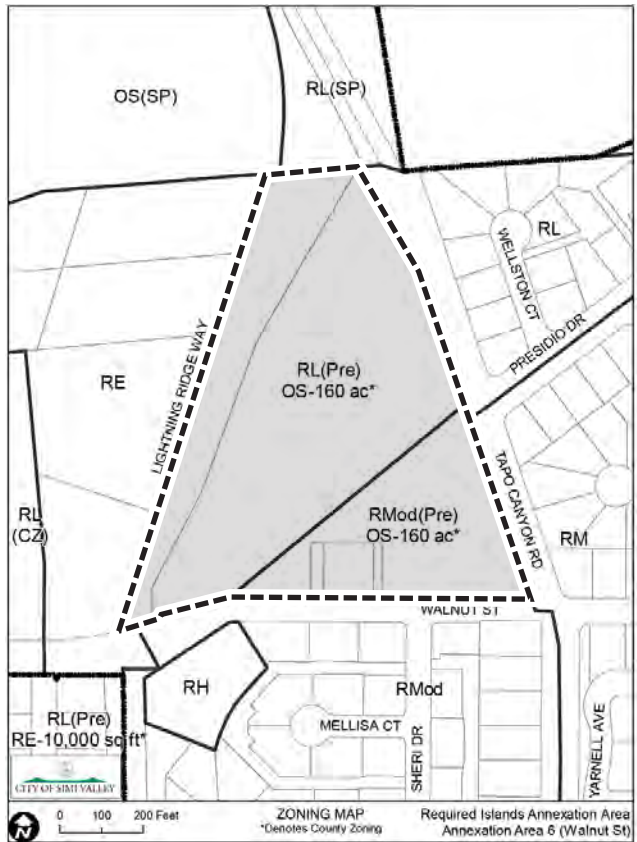 OS(SP)
RL(SP)
RL
WELLSTON CT
PRESIDIO DR
LIGHTNING RIDGE WAY
RL(Pre)
OS-160 ac*
RE
TAPO CANYON RD
RMod(Pre)
OS-160 ac*
RL
(CZ)
RM
WALNUT ST
RH
RMod
MELLISA CT
SHERI DR
YARNELL AVE
RL(Pre)
RE-10,000 sq ft*
CITY OF SIMI VALLEY
N
0 100 200 Feet
ZONING MAP
*Denotes County Zoning
Required Islands Annexation Area
Annexation Area 6 (Walnut St)